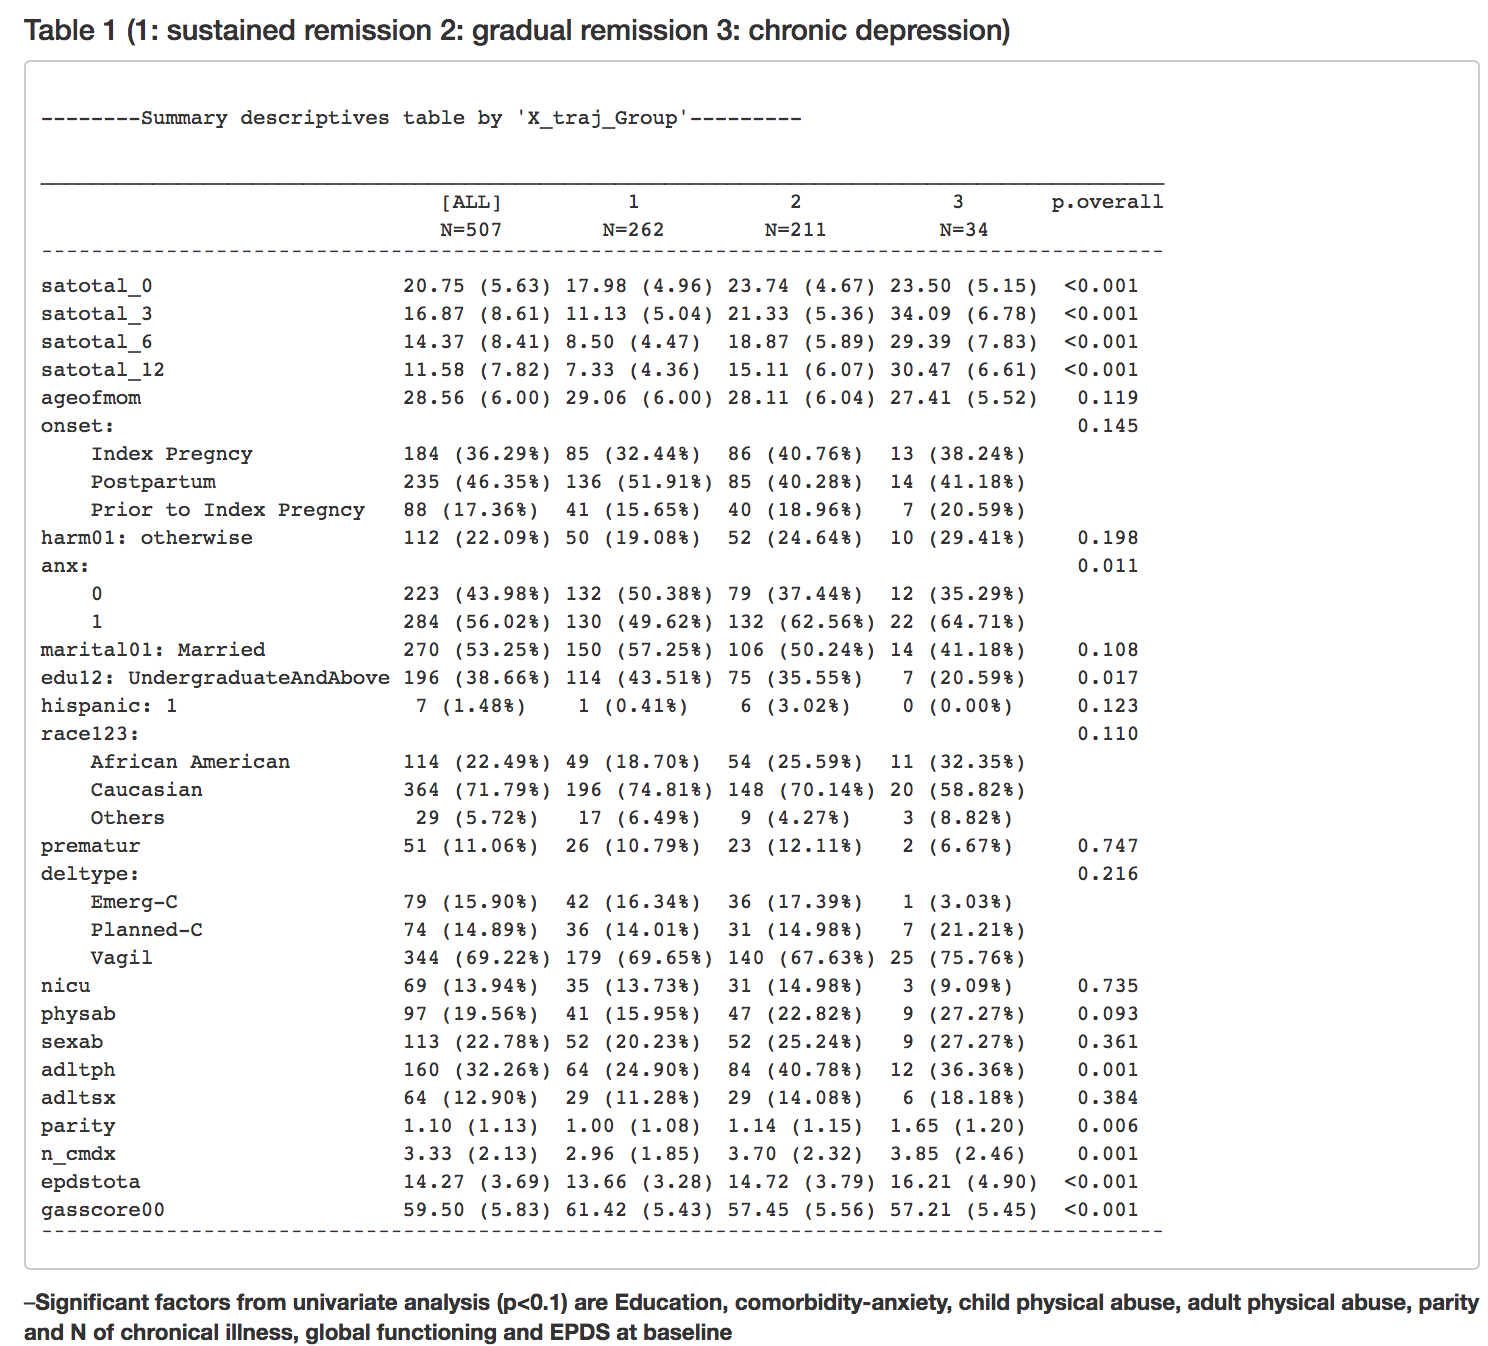 Table 1 (1: sustained remission 2: gradual remission 3: chronic depression)
--------Summary descriptives table by 'X_traj_Group'---------
[ALL] 1 2 3 p.overall
N=507 N=262 N=211 N=34
satotal_0 20.75 (5.63) 17.98 (4.96) 23.74 (4.67) 23.50 (5.15) <0.001
satotal_3 16.87 (8.61) 11.13 (5.04) 21.33 (5.36) 34.09 (6.78) <0.001
satotal_6 14.37 (8.41) 8.50 (4.47) 18.87 (5.89) 29.39 (7.83) <0.001
satotal_12 11.58 (7.82) 7.33 (4.36) 15.11 (6.07) 30.47 (6.61) <0.001
ageofmom 28.56 (6.00) 29.06 (6.00) 28.11 (6.04) 27.41 (5.52) 0.119
onset: 0.145
Index Pregncy 184 (36.29%) 85 (32.44%) 86 (40.76%) 13 (38.24%)
Postpartum 235 (46.35%) 136 (51.91%) 85 (40.28%) 14 (41.18%)
Prior to Index Pregncy 88 (17.36%) 41 (15.65%) 40 (18.96%) 7 (20.59%)
harm01: otherwise 112 (22.09%) 50 (19.08%) 52 (24.64%) 10 (29.41%) 0.198
anx: 0.011
0 223 (43.98%) 132 (50.38%) 79 (37.44%) 12 (35.29%)
1 284 (56.02%) 130 (49.62%) 132 (62.56%) 22 (64.71%)
marital01: Married 270 (53.25%) 150 (57.25%) 106 (50.24%) 14 (41.18%) 0.108
edu12: UndergraduateAndAbove 196 (38.66%) 114 (43.51%) 75 (35.55%) 7 (20.59%) 0.017
hispanic: 1 7 (1.48%) 1 (0.41%) 6 (3.02%) 0 (0.00%) 0.123
race123: 0.110
African American 114 (22.49%) 49 (18.70%) 54 (25.59%) 11 (32.35%)
Caucasian 364 (71.79%) 196 (74.81%) 148 (70.14%) 20 (58.82%)
Others 29 (5.72%) 17 (6.49%) 9 (4.27%) 3 (8.82%)
prematur 51 (11.06%) 26 (10.79%) 23 (12.11%) 2 (6.67%) 0.747
deltype: 0.216
Emerg-C 79 (15.90%) 42 (16.34%) 36 (17.39%) 1 (3.03%)
Planned-C 74 (14.89%) 36 (14.01%) 31 (14.98%) 7 (21.21%)
Vagil 344 (69.22%) 179 (69.65%) 140 (67.63%) 25 (75.76%)
nicu 69 (13.94%) 35 (13.73%) 31 (14.98%) 3 (9.09%) 0.735
physab 97 (19.56%) 41 (15.95%) 47 (22.82%) 9 (27.27%) 0.093
sexab 113 (22.78%) 52 (20.23%) 52 (25.24%) 9 (27.27%) 0.361
adltph 160 (32.26%) 64 (24.90%) 84 (40.78%) 12 (36.36%) 0.001
adltsx 64 (12.90%) 29 (11.28%) 29 (14.08%) 6 (18.18%) 0.384
parity 1.10 (1.13) 1.00 (1.08) 1.14 (1.15) 1.65 (1.20) 0.006
n_cmdx 3.33 (2.13) 2.96 (1.85) 3.70 (2.32) 3.85 (2.46) 0.001
epdstota 14.27 (3.69) 13.66 (3.28) 14.72 (3.79) 16.21 (4.90) <0.001
gasscore00 59.50 (5.83) 61.42 (5.43) 57.45 (5.56) 57.21 (5.45) <0.001
–Significant factors from univariate analysis (p<0.1) are Education, comorbidity-anxiety, child physical abuse, adult physical abuse, parity
and N of chronical illness, global functioning and EPDS at baseline